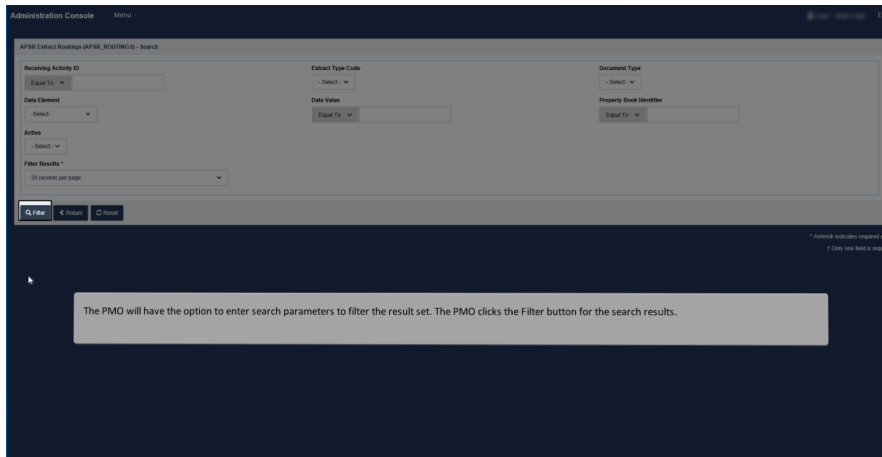 Administration Console Menu
APSR Extract Routings (APSR_ROUTINGS) - Search
Receiving Activity ID Extract Type Code Document Type
Equal To - Select - - Select -
Data Element Data Value Property Book Identifier
-Select- Equal To Equal To
Active
- Select -
Filter Results *
20 records per page
Filter Return Reset
* Asterisk indicates required
† Only one field is
The PMO will have the option to enter search parameters to filter the result set. The PMO clicks the Filter button for the search results.